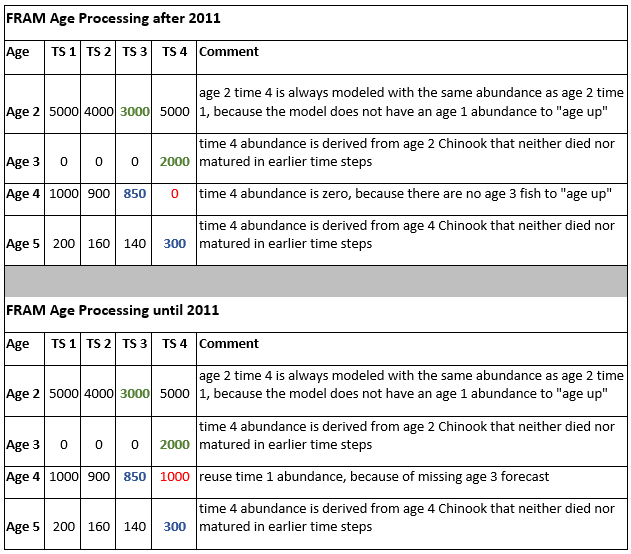 FRAM Age Processing after 2011
Age TS 1 TS 2 TS 3 TS 4 Comment
age 2 time 4 is always modeled with the same abundance as age 2 time
Age 2 5000 4000 3000 5000 1, because the model does not have an age 1 abundance to "age up"
time 4 abundance is derived from age 2 Chinook that neither died nor
Age 3 0 0 0 2000 matured in earlier time steps
Age 4 1000 900 850 0 time 4 abundance is zero, because there are no age 3 fish to "age up"
time 4 abundance is derived from age 4 Chinook that neither died nor
Age 5 200 160 140 300 matured in earlier time steps
FRAM Age Processing until 2011
Age TS 1 TS 2 TS 3 TS 4 Comment
age 2 time 4 is always modeled with the same abundance as age 2 time
Age 2 5000 4000 3000 5000 1, because the model does not have an age 1 abundance to "age up"
time 4 abundance is derived from age 2 Chinook that neither died nor
Age 3 0 0 0 2000 matured in earlier time steps
Age 4 1000 900 850 1000 reuse time 1 abundance, because of missing age 3 forecast
time 4 abundance is derived from age 4 Chinook that neither died nor
Age 5 200 160 140 300 matured in earlier time steps